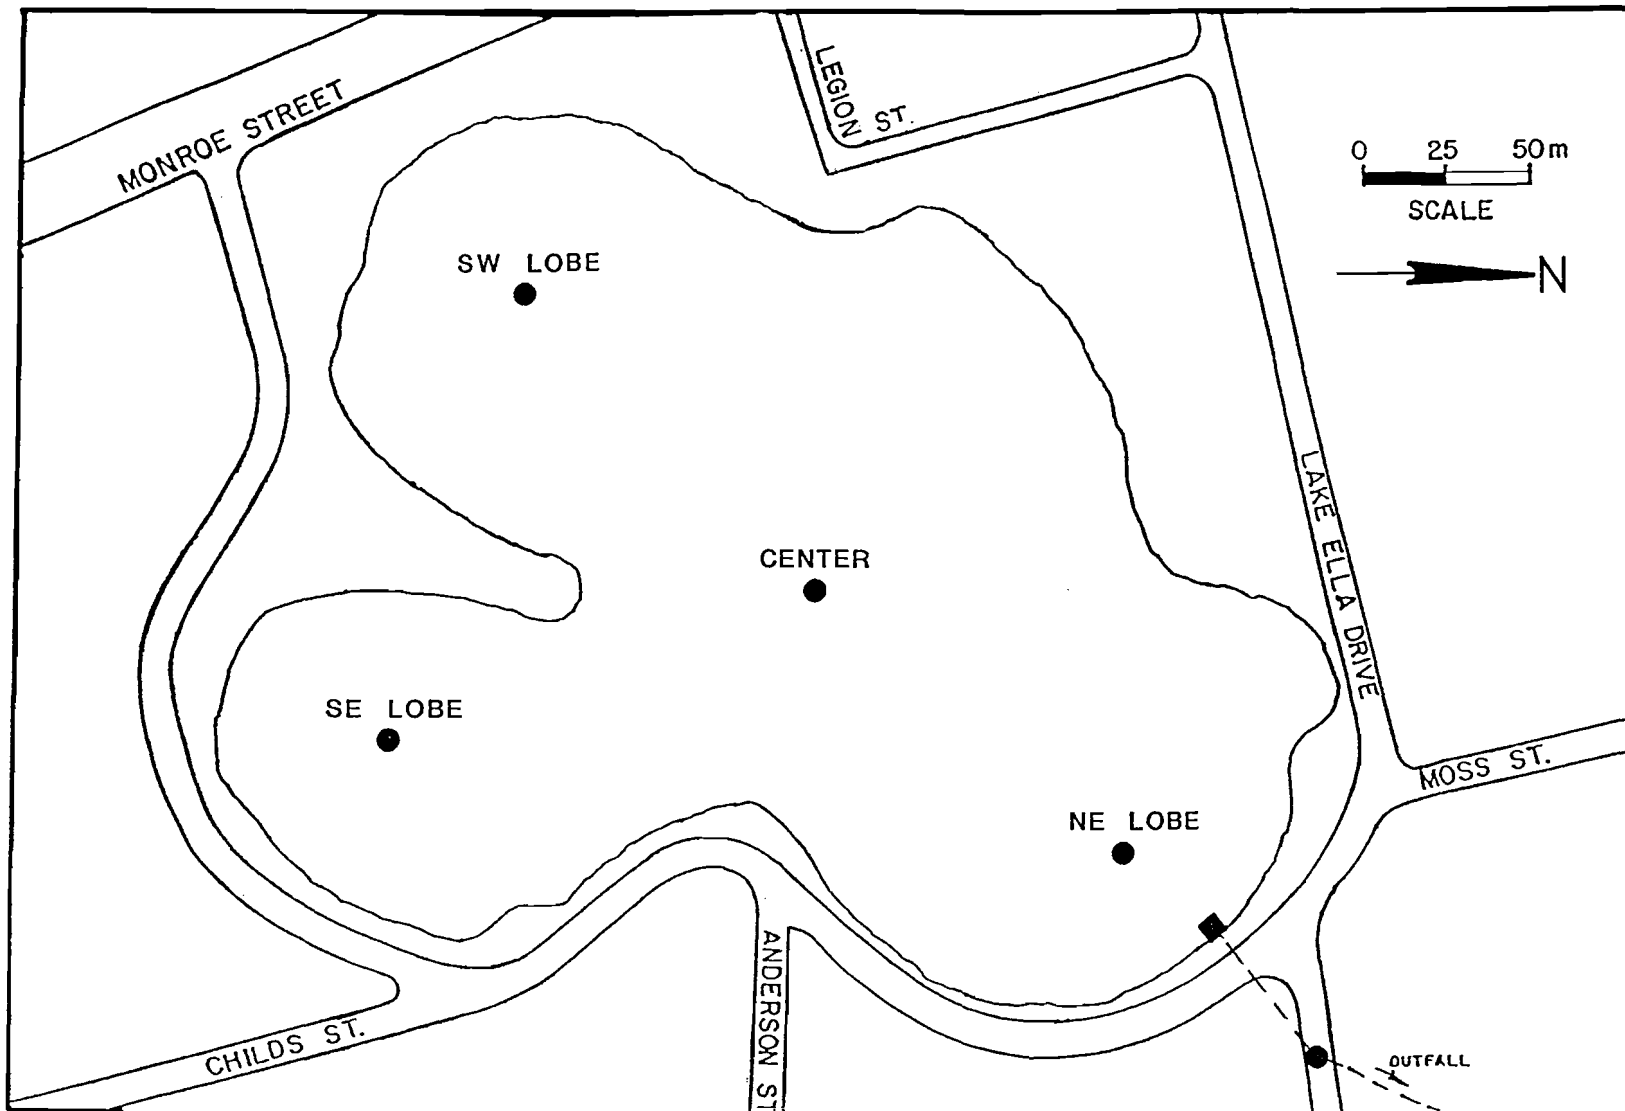 MONROE STREET
LEGION ST.
0 25 50m
SCALE
N
SW LOBE
CENTER
LAKE ELLA DRIVE
SE LOBE
MOSS ST.
NE LOBE
ANDERSON ST
CHILDS ST.
OUTFALL